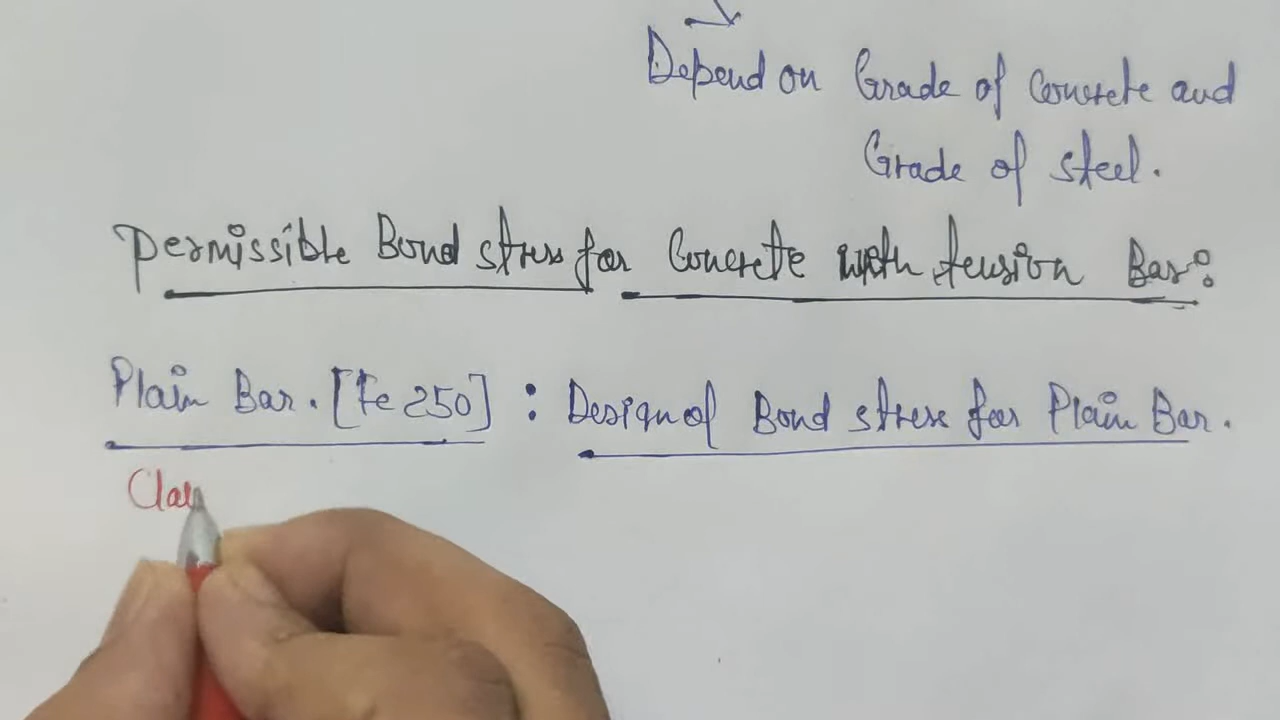 Depend on Grade of Concrete and
Grade of steel.
Permissible Bond stress for Concrete with tension Bar:
Plain Bar. [Fe 250] : Design of Bond stress for Plain Bar.
Clau